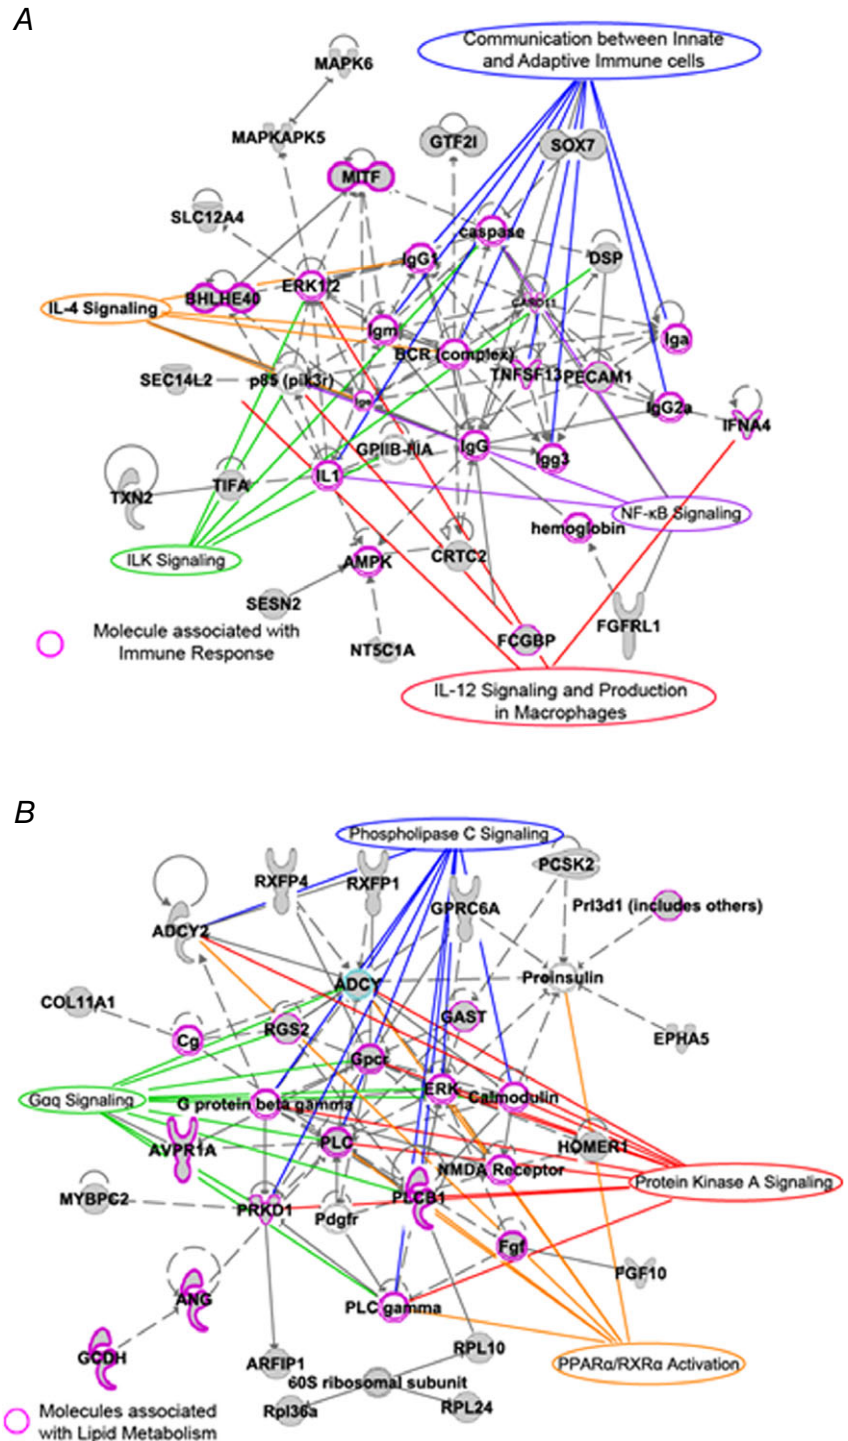 A
Communication between Innate
and Adaptive Immune cells
MAPK6
MAPKAPK5
GTF2I
SOX7
MITF
SLC12A4
caspase
IgG1
DSP
ERK1/2
BHLHE40
CARD11
IL-4 Signaling
Igm
Iga
BCR (complex)
SEC14L2
p85 (pik3r)
TNFSF13
PECAM1
Ige
IgG2a
IFNA4
GPIIB-IIIA
IgG
Igg3
IL1
TXN2
TIFA
NF-κB Signaling
hemoglobin
ILK Signaling
AMPK
CRTC2
SESN2
Molecule associated with
Immune Response
NT5C1A
FCGBP
FGFRL1
IL-12 Signaling and Production
in Macrophages
B
Phospholipase C Signaling
PCSK2
RXFP4
RXFP1
GPRC6A
Prl3d1 (includes others)
ADCY2
ADCY
Proinsulin
COL11A1
Cg
RGS2
GAST
EPHA5
Gpcr
Gαq Signaling
G protein beta gamma
ERK
Calmodulin
AVPR1A
PLC
HOMER1
NMDA Receptor
Protein Kinase A Signaling
MYBPC2
PRKD1
Pdgfr
PLCB1
Fgf
FGF10
ANG
PLC gamma
GCDH
ARFIP1
RPL10
PPARα/RXRα Activation
60S ribosomal subunit
Rpl36a
RPL24
Molecules associated
with Lipid Metabolism